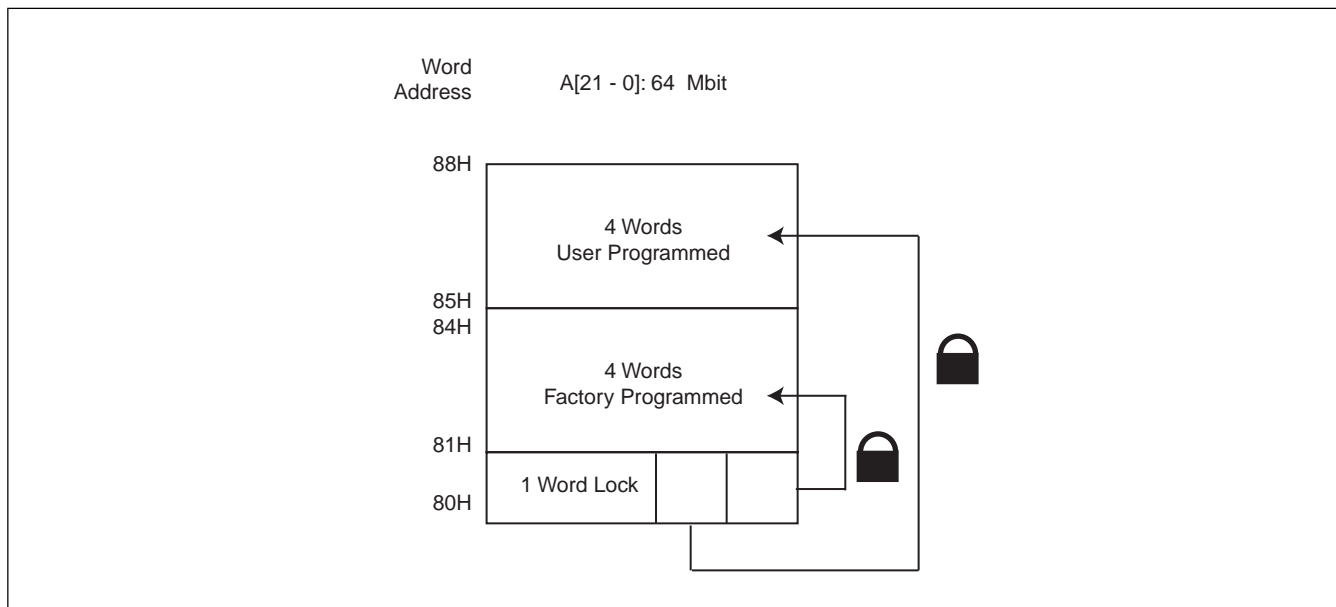 Word
Address
A[21 - 0]: 64 Mbit
88H
4 Words
User Programmed
85H
84H
4 Words
Factory Programmed
81H
1 Word Lock
80H